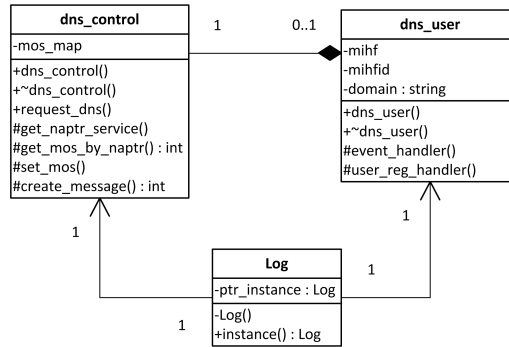 dns_control
-mos_map
+dns_control()
+~dns_control()
+request_dns()
#get_naptr_service()
#get_mos_by_naptr() : int
#set_mos()
#create_message() : int
1
0..1
dns_user
-mihf
-mihfid
-domain : string
+dns_user()
+~dns_user()
#event_handler()
#user_reg_handler()
1
1
Log
-ptr_instance : Log
-Log()
+instance() : Log
1
1